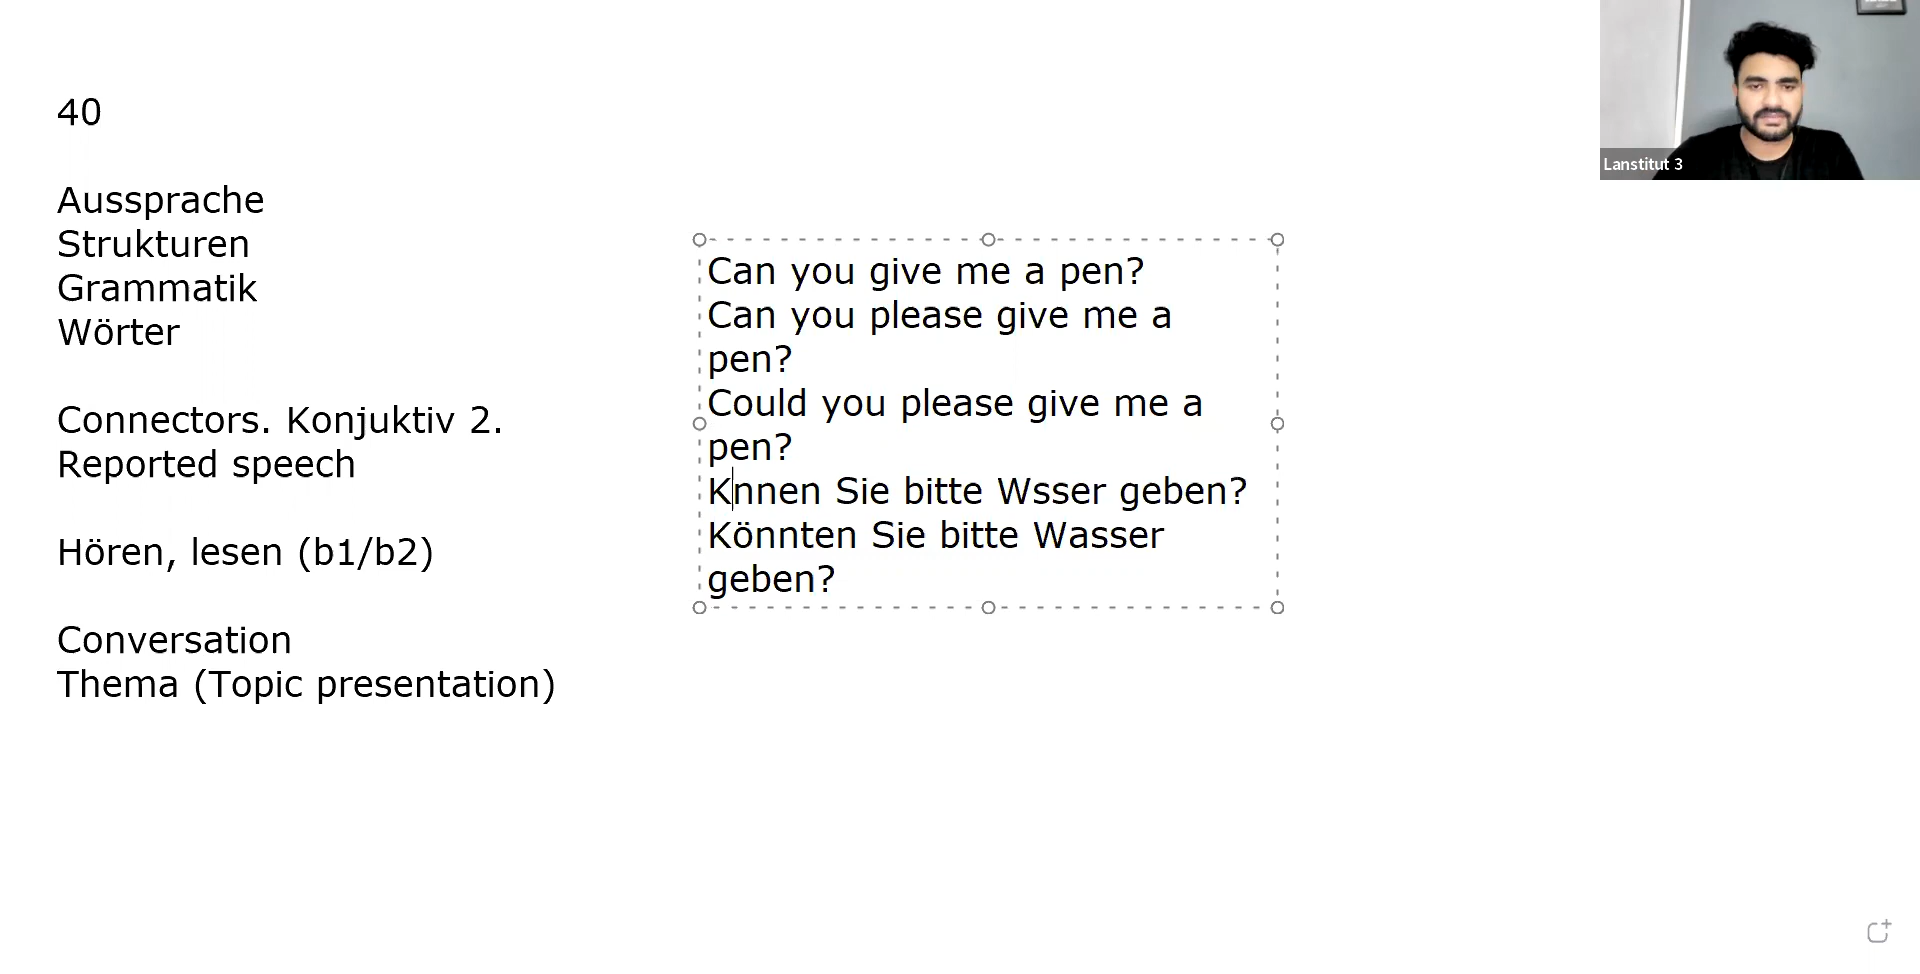 40
Aussprache
Strukturen
Grammatik
Wörter
Connectors. Konjuktiv 2.
Reported speech
Hören, lesen (b1/b2)
Conversation
Thema (Topic presentation)
Can you give me a pen?
Can you please give me a
pen?
Could you please give me a
pen?
Knnen Sie bitte Wsser geben?
Könnten Sie bitte Wasser
geben?
Lanstitut 3